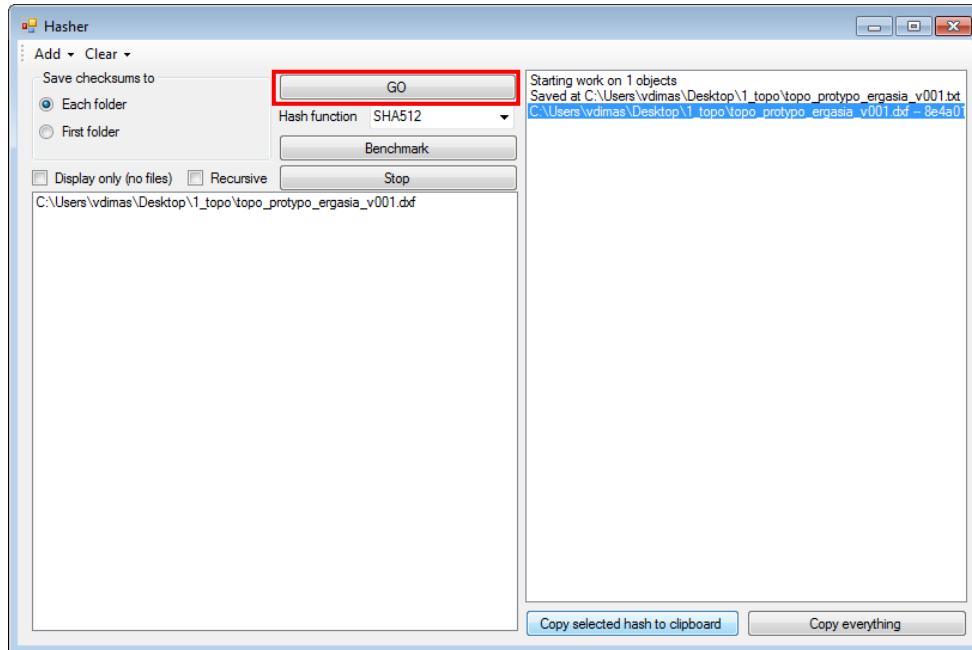 Hasher
Add Clear
Save checksums to
Each folder
First folder
GO
Hash function SHA512
Benchmark
Display only (no files) Recursive Stop
C:\Users\vdimas\Desktop\1_topo\topo_protypo_ergasia_v001.dxf
Starting work on 1 objects
Saved at C:\Users\vdimas\Desktop\1_topo\topo_protypo_ergasia_v001.txt
C:\Users\vdimas\Desktop\1_topo\topo_protypo_ergasia_v001.dxf -- 8e4a01
Copy selected hash to clipboard Copy everything